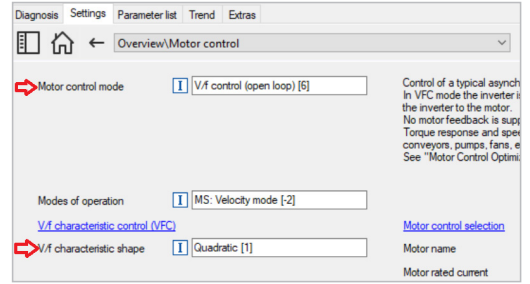 Diagnosis Settings Parameter list Trend Extras
Overview\Motor control
Motor control mode I V/f control (open loop) [6]
Control of a typical asynch
In VFC mode the inverter is
the inverter to the motor.
No motor feedback is supp
Torque response and spee
conveyors, pumps, fans, e
See "Motor Control Optimi
Modes of operation I MS: Velocity mode [-2]
V/f characteristic control (VFC) Motor control selection
V/f characteristic shape I Quadratic [1] Motor name
Motor rated current